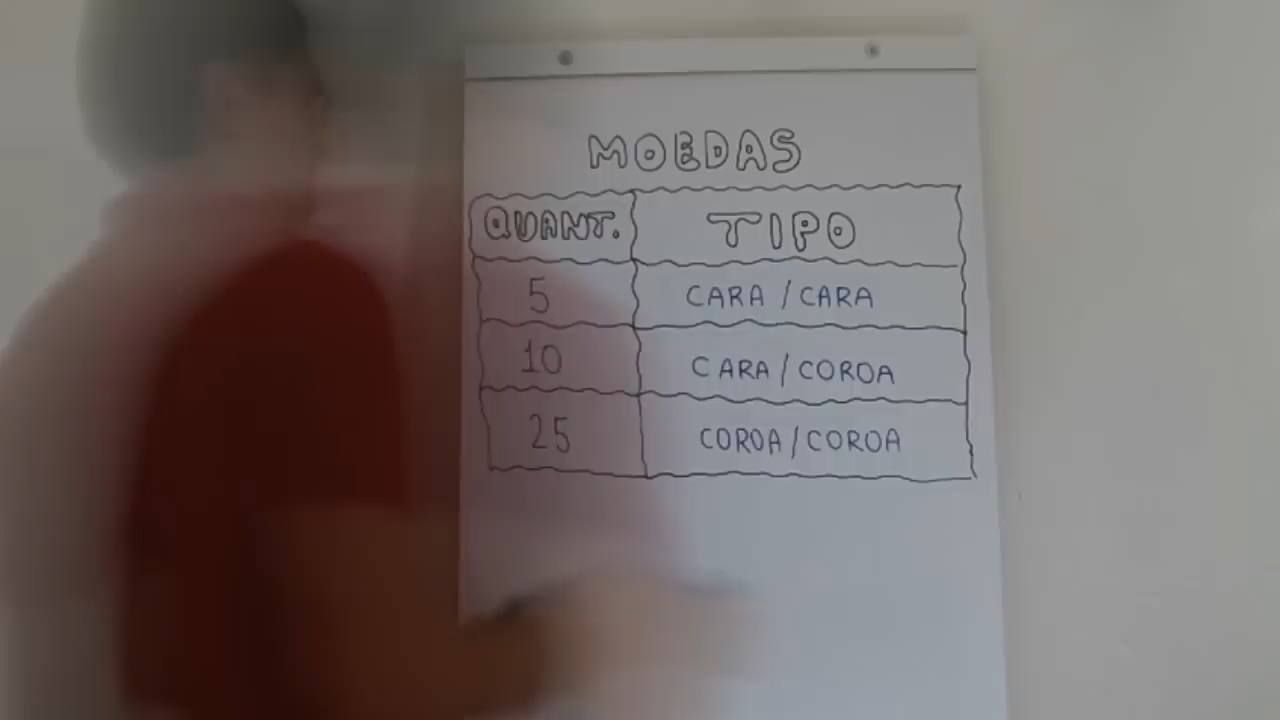 MOEDAS
QUANT. TIPO
5 CARA / CARA
10 CARA / COROA
25 COROA / COROA